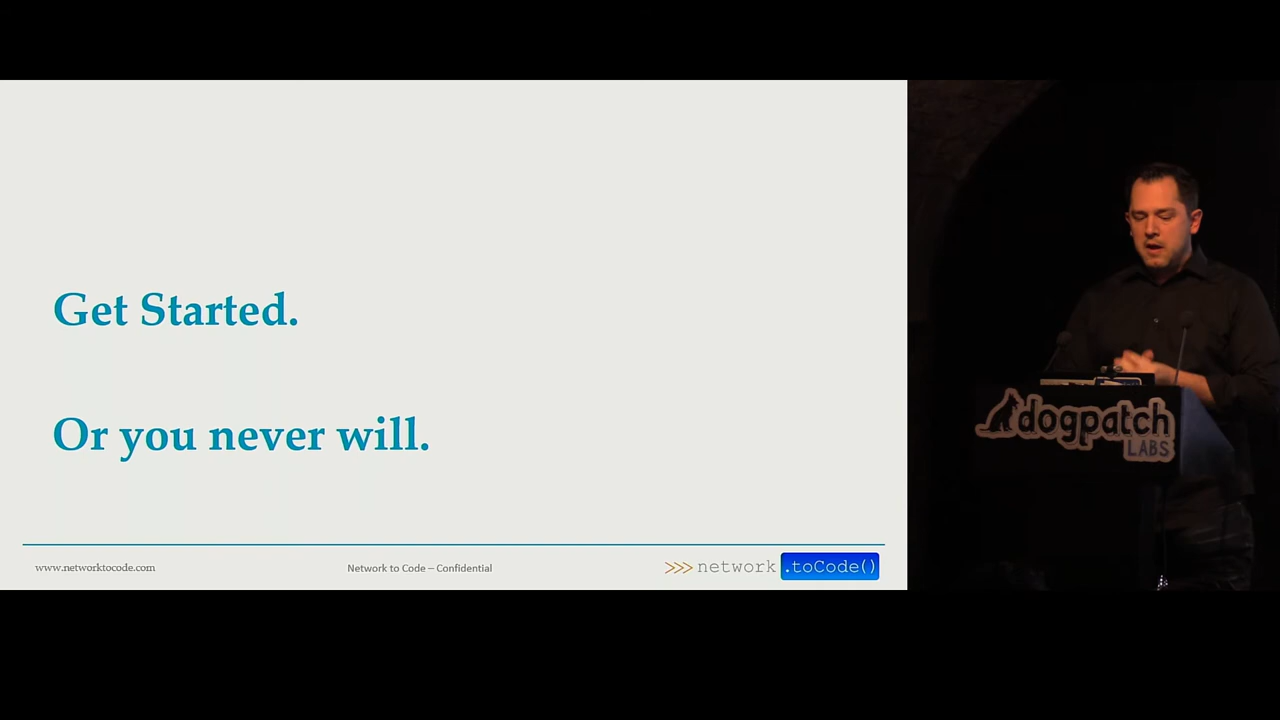 Get Started.
Or you never will.
www.networktocode.com
Network to Code – Confidential
>>> network .toCode()
dogpatch
LABS